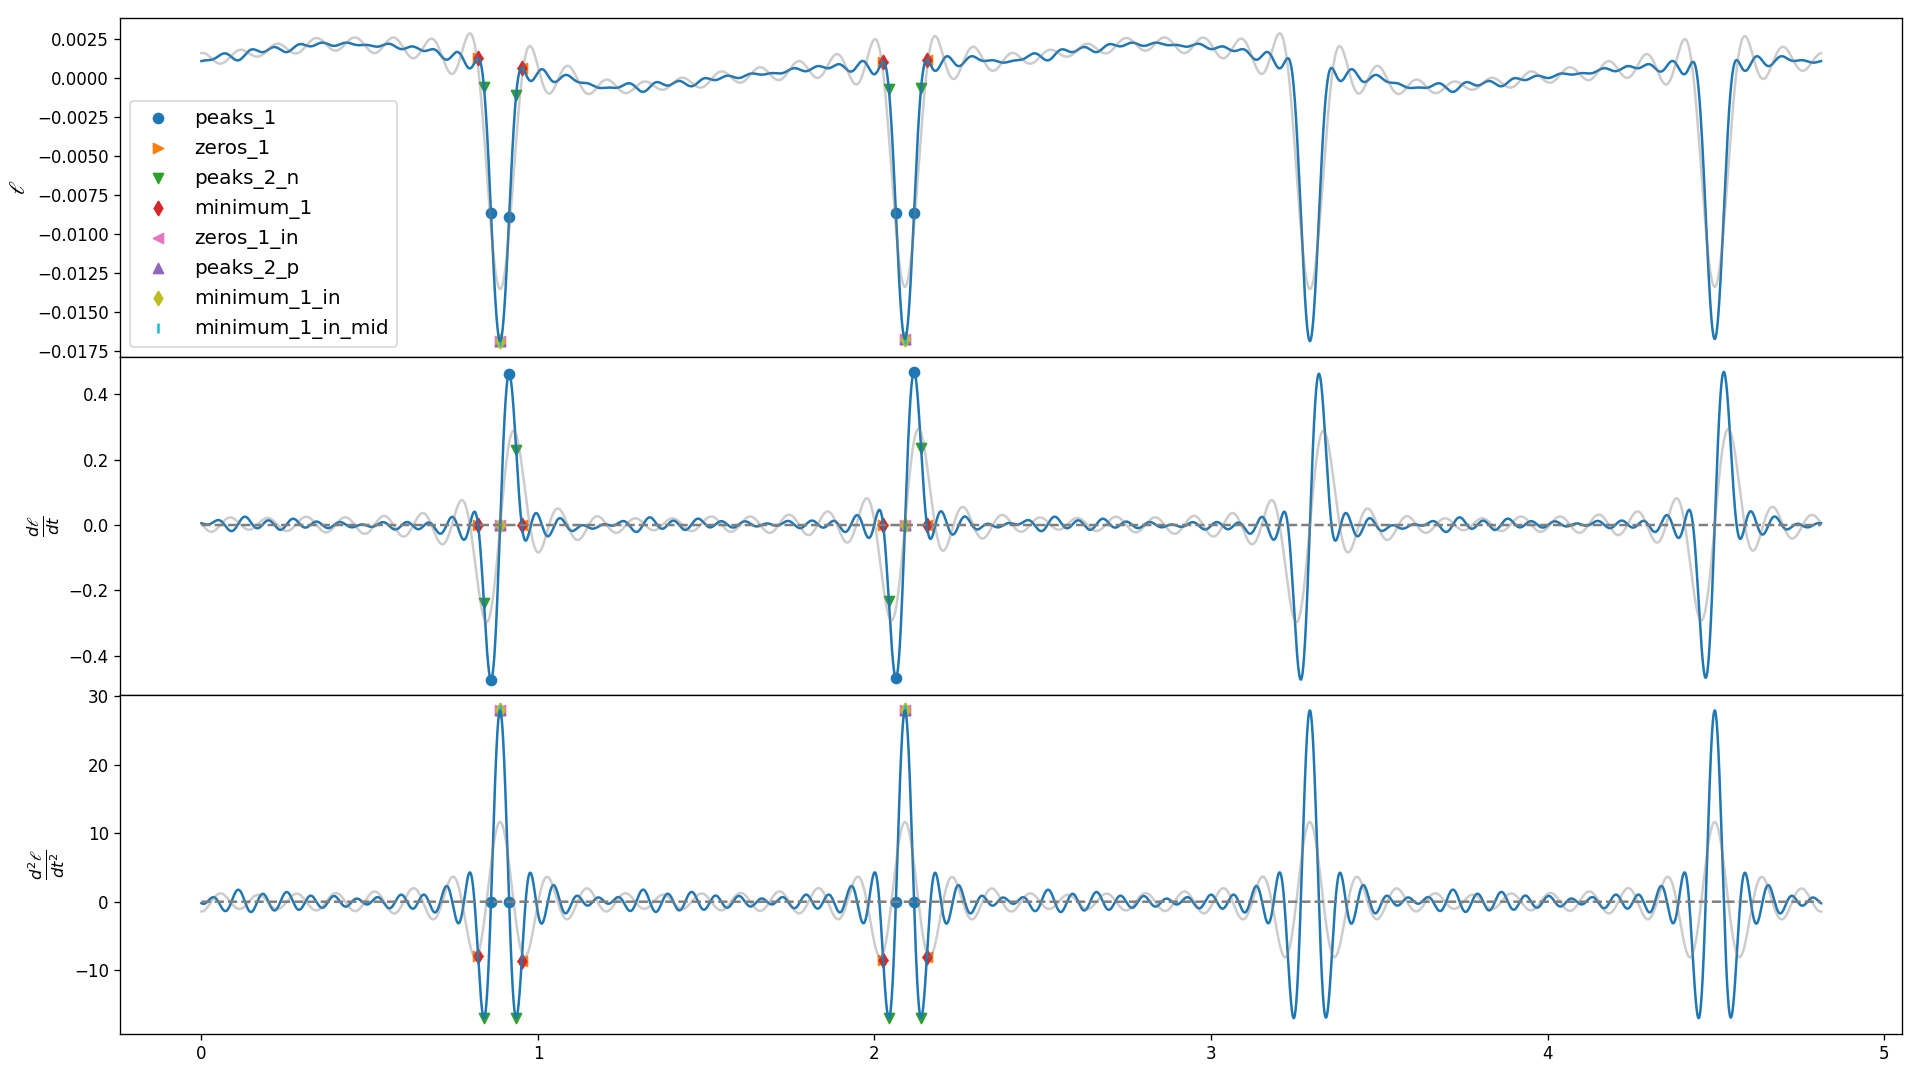 0.0025
0.0000
−0.0025
−0.0050
−0.0075
−0.0100
−0.0125
−0.0150
−0.0175
ℓ
peaks_1
zeros_1
peaks_2_n
minimum_1
zeros_1_in
peaks_2_p
minimum_1_in
minimum_1_in_mid
0.4
0.2
0.0
−0.2
−0.4
dℓ
dt
30
20
10
0
−10
d²ℓ
dt²
0 1 2 3 4 5